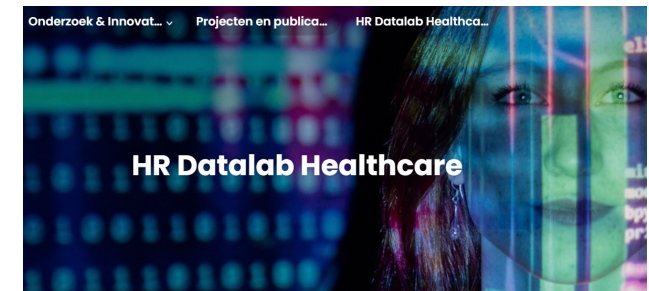 Onderzoek & Innovat...
Projecten en publica...
HR Datalab Healthca...
HR Datalab Healthcare